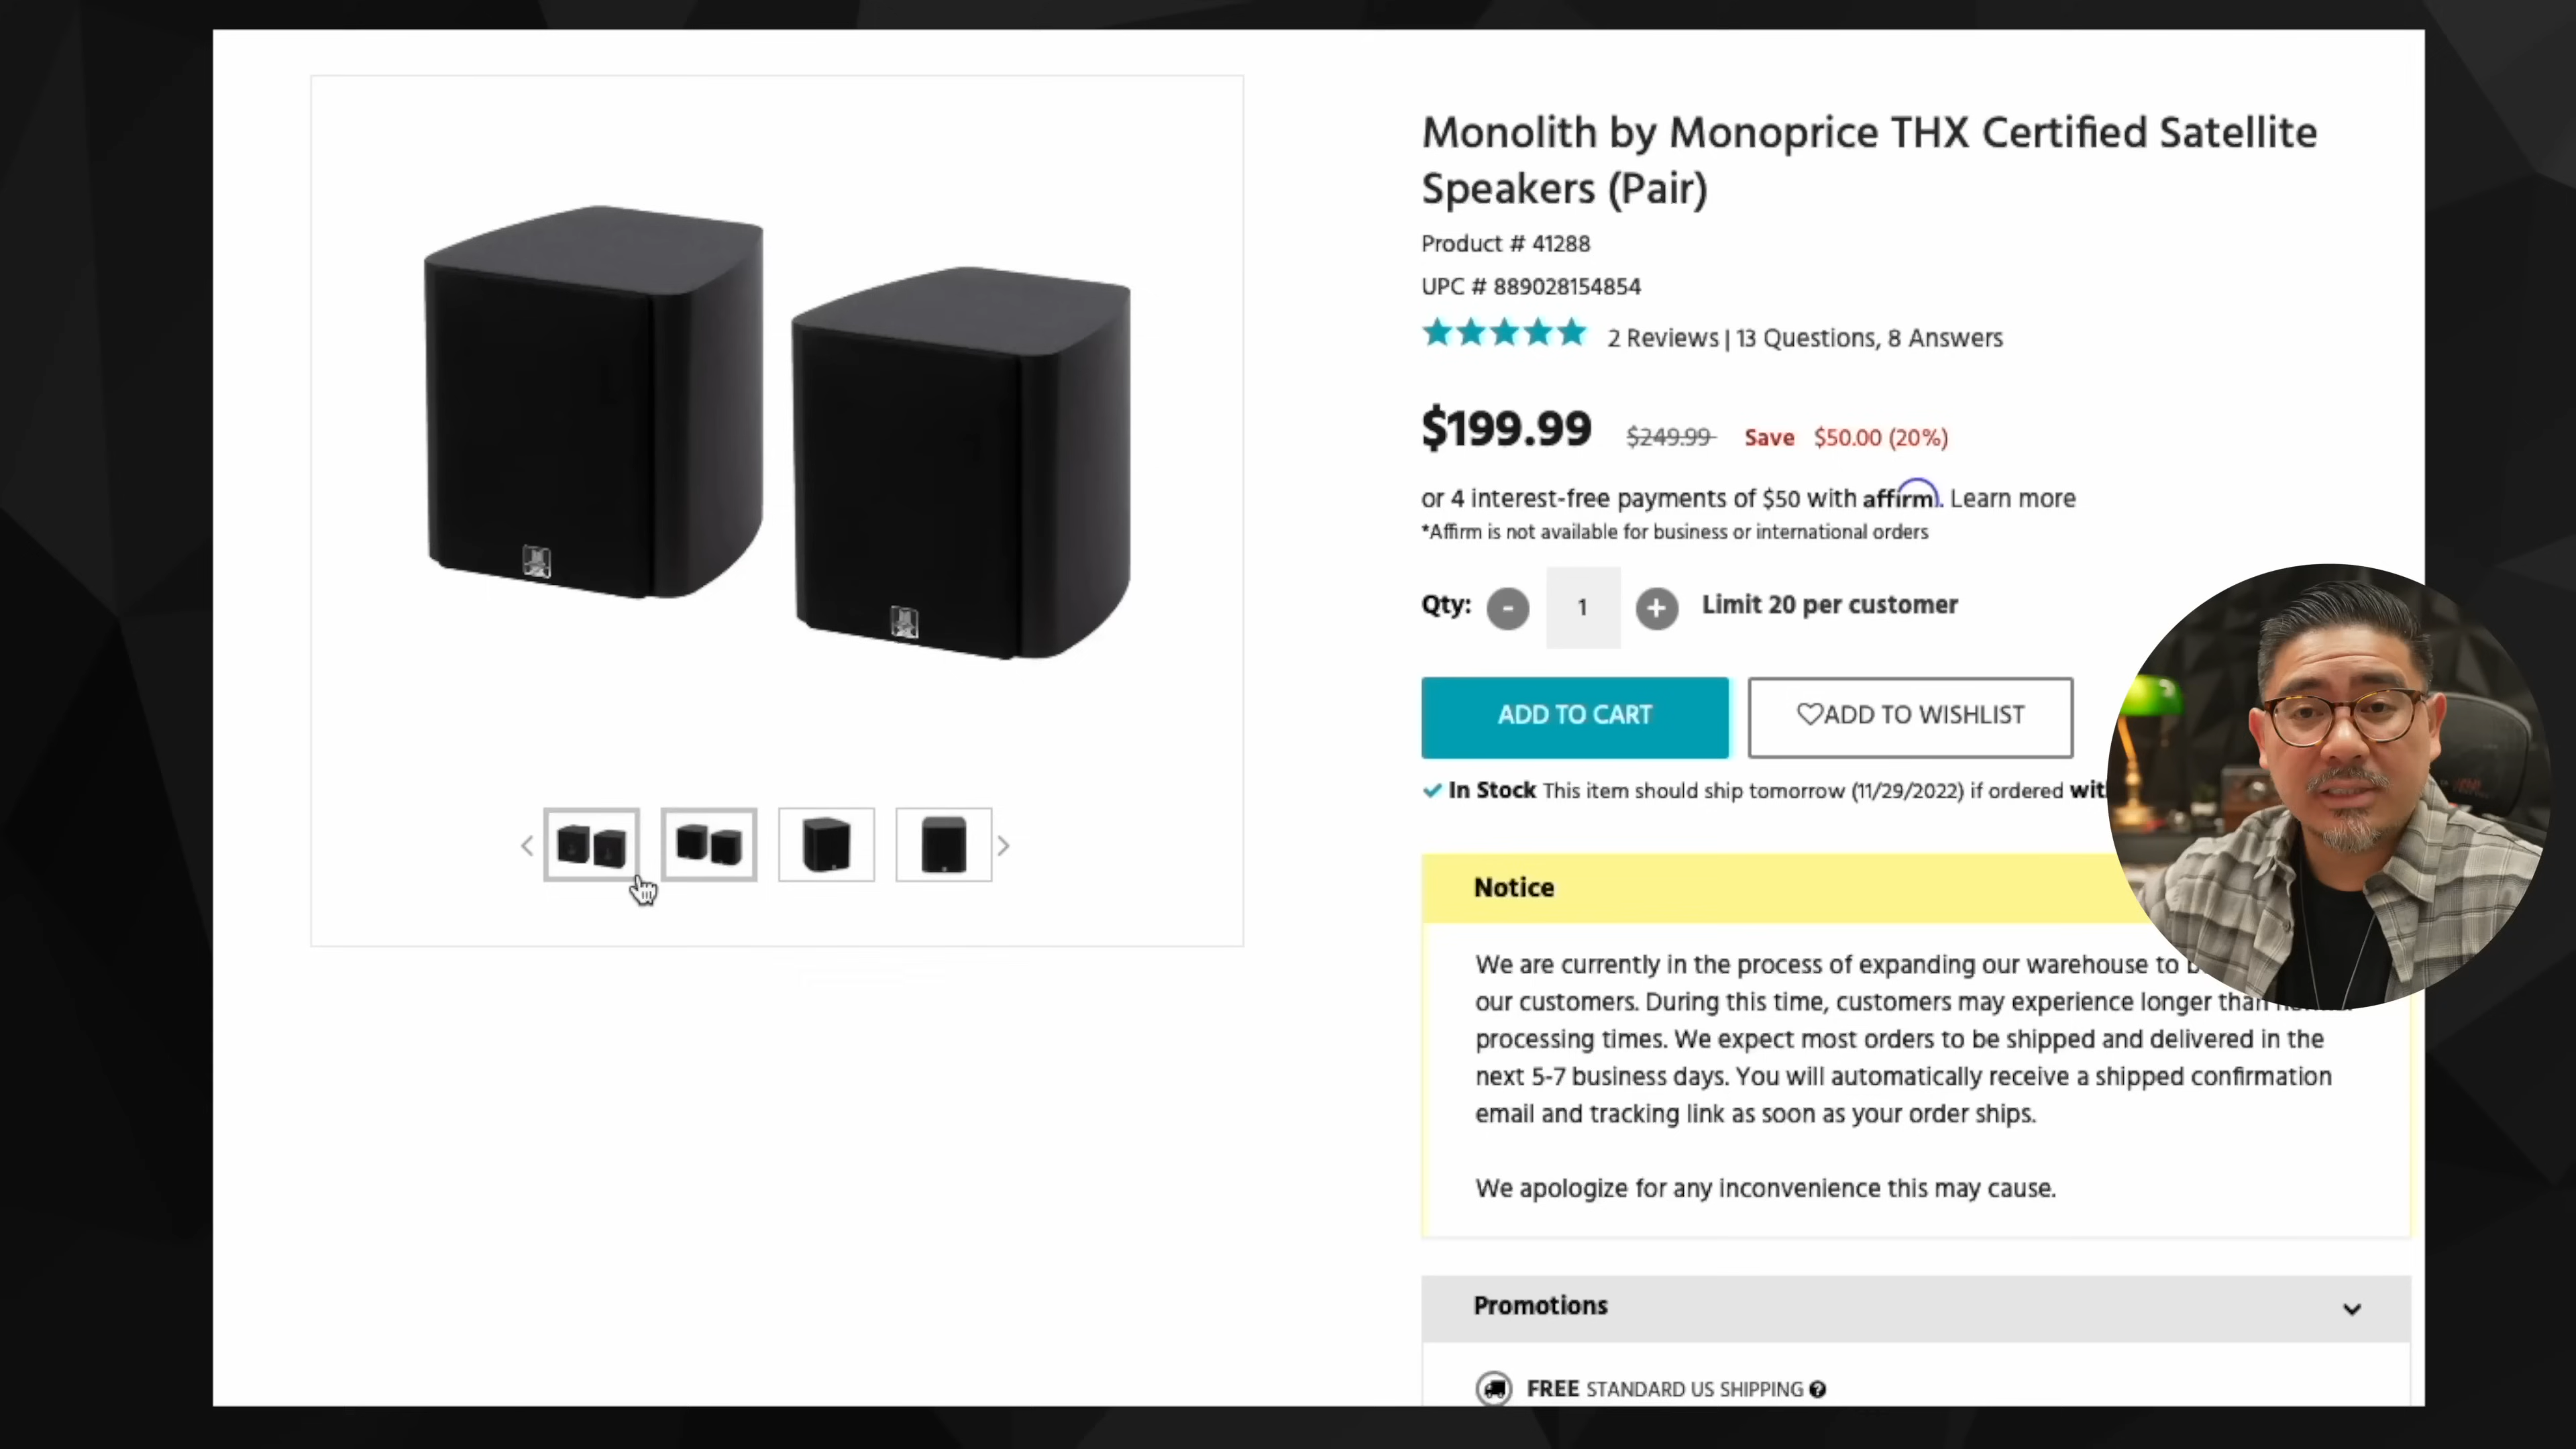 Monolith by Monoprice THX Certified Satellite
Speakers (Pair)
Product # 41288
UPC # 889028154854
2 Reviews | 13 Questions, 8 Answers
$199.99 $249.99 Save $50.00 (20%)
or 4 interest-free payments of $50 with affirm. Learn more
*Affirm is not available for business or international orders
Qty: - 1 + Limit 20 per customer
ADD TO CART
ADD TO WISHLIST
In Stock This item should ship tomorrow (11/29/2022) if ordered
Notice
We are currently in the process of expanding our warehouse to
our customers. During this time, customers may experience longer than
processing times. We expect most orders to be shipped and delivered in the
next 5-7 business days. You will automatically receive a shipped confirmation
email and tracking link as soon as your order ships.
We apologize for any inconvenience this may cause.
Promotions
FREE STANDARD US SHIPPING ?